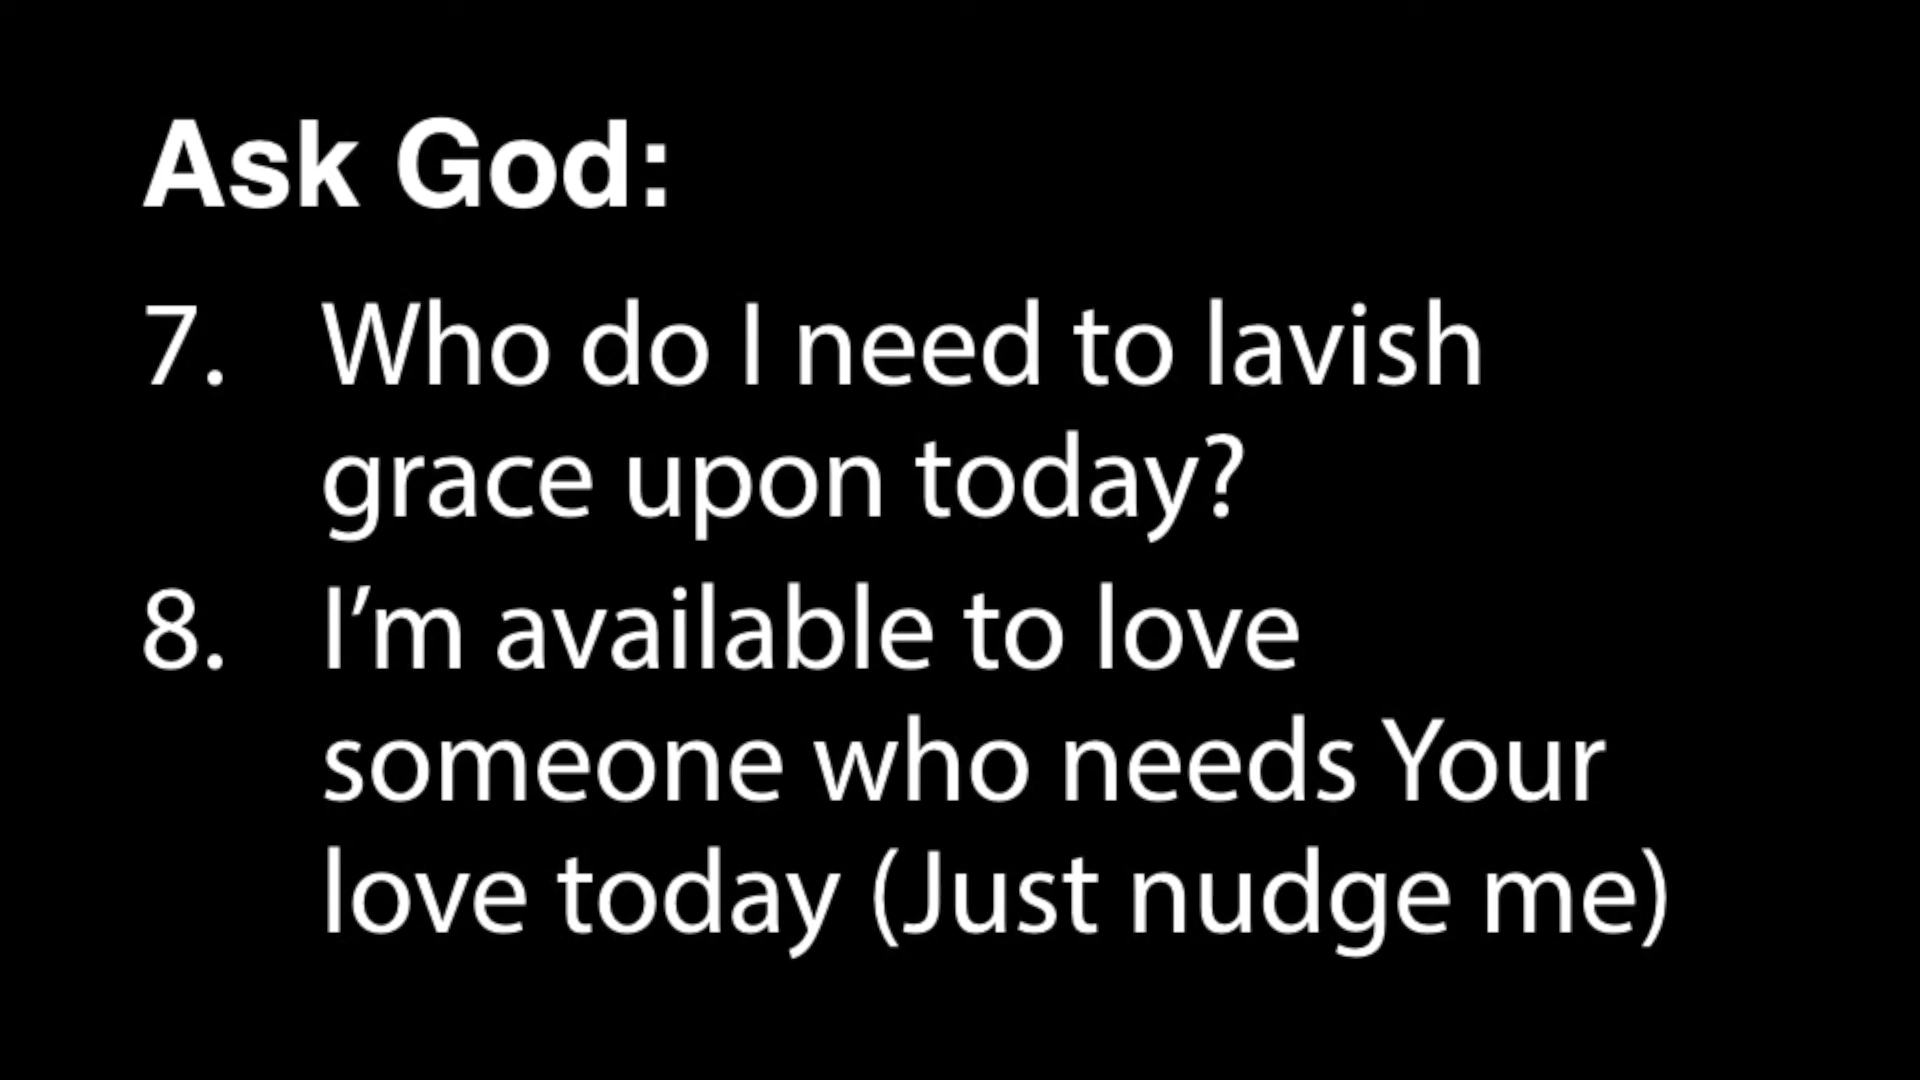 Ask God:
7. Who do I need to lavish
grace upon today?
8. I’m available to love
someone who needs Your
love today (Just nudge me)